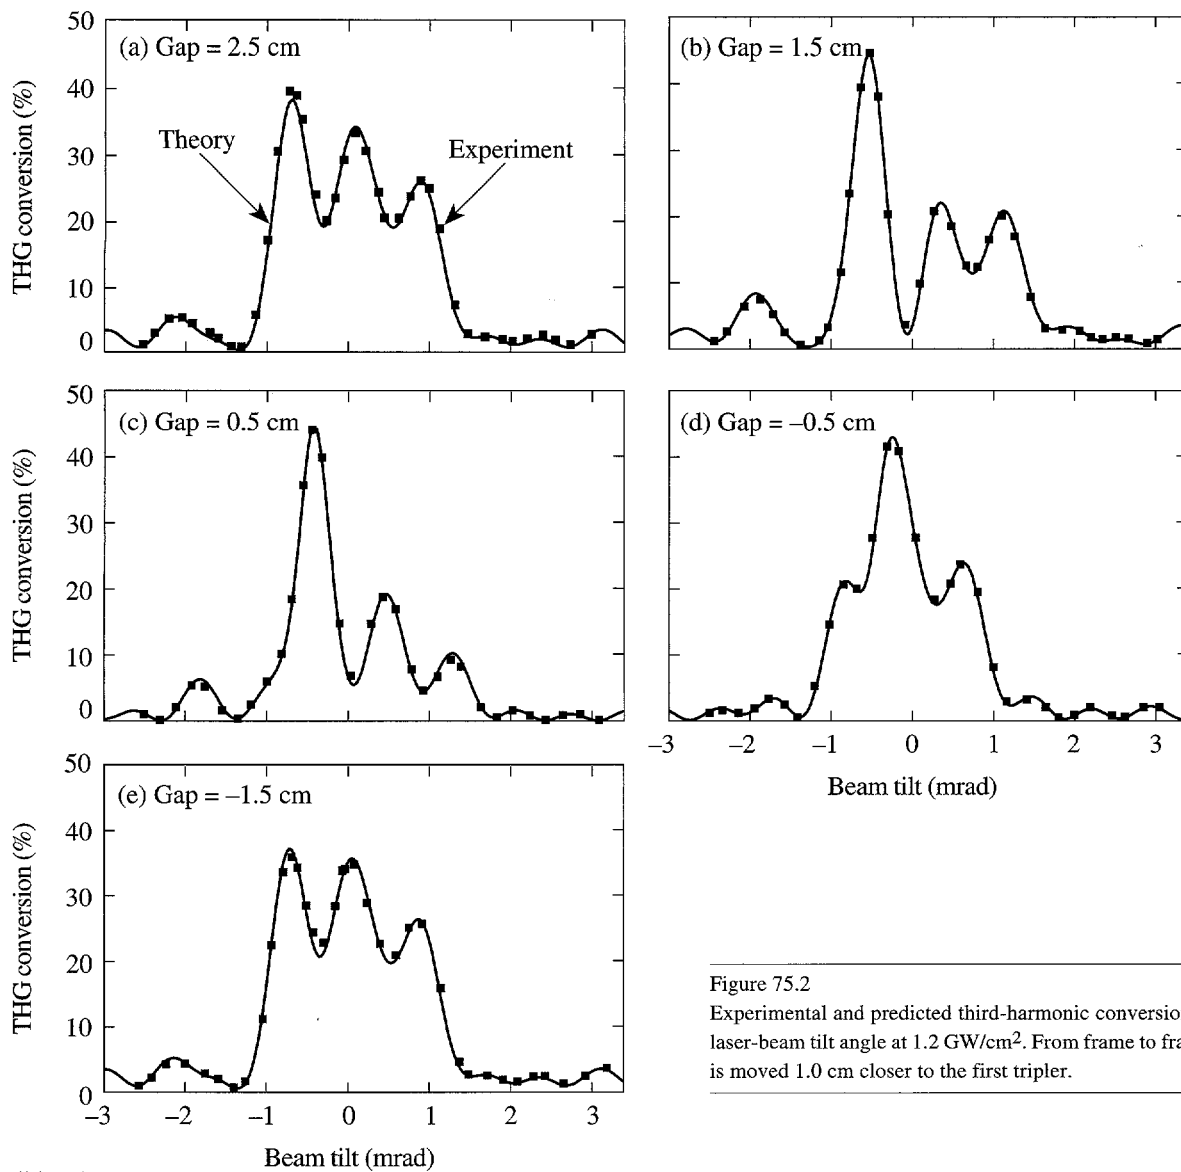 50
(a) Gap = 2.5 cm
(b) Gap = 1.5 cm
40
Theory
Experiment
30
20
10
0
THG conversion (%)
50
(c) Gap = 0.5 cm
(d) Gap = –0.5 cm
40
30
20
10
0
THG conversion (%)
–3 –2 –1 0 1 2 3
Beam tilt (mrad)
50
(e) Gap = –1.5 cm
40
30
20
10
0
THG conversion (%)
–3 –2 –1 0 1 2 3
Beam tilt (mrad)
Figure 75.2
Experimental and predicted third-harmonic conversio
laser-beam tilt angle at 1.2 GW/cm². From frame to fra
is moved 1.0 cm closer to the first tripler.